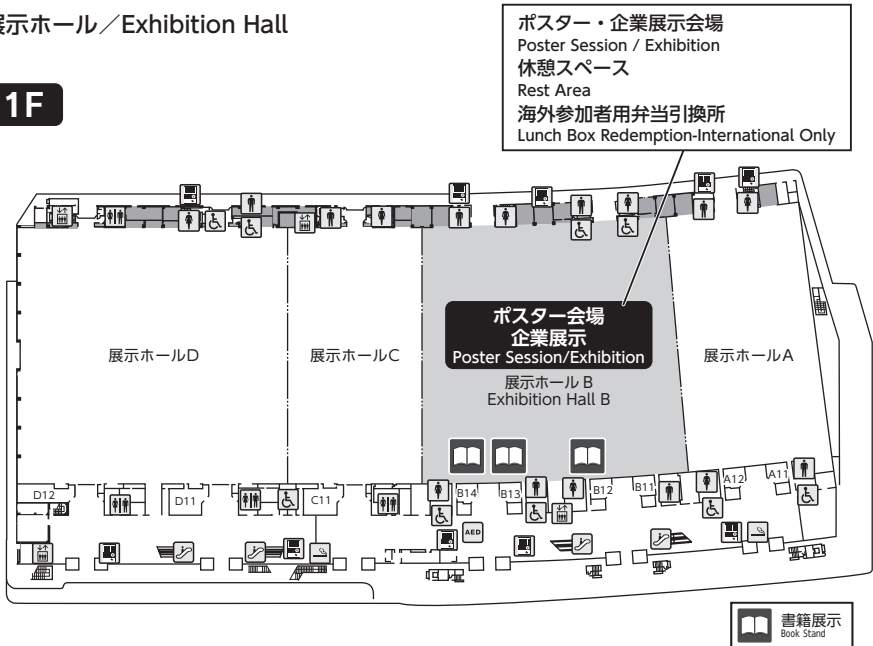 展示ホール／Exhibition Hall
1F
ポスター・企業展示会場
Poster Session / Exhibition
休憩スペース
Rest Area
海外参加者用弁当引換所
Lunch Box Redemption-International Only
ポスター会場
企業展示
Poster Session/Exhibition
展示ホールD
展示ホールC
展示ホール B
Exhibition Hall B
展示ホールA
D12
D11
C11
B14
B13
B12
B11
A12
A11
AED
書籍展示
Book Stand